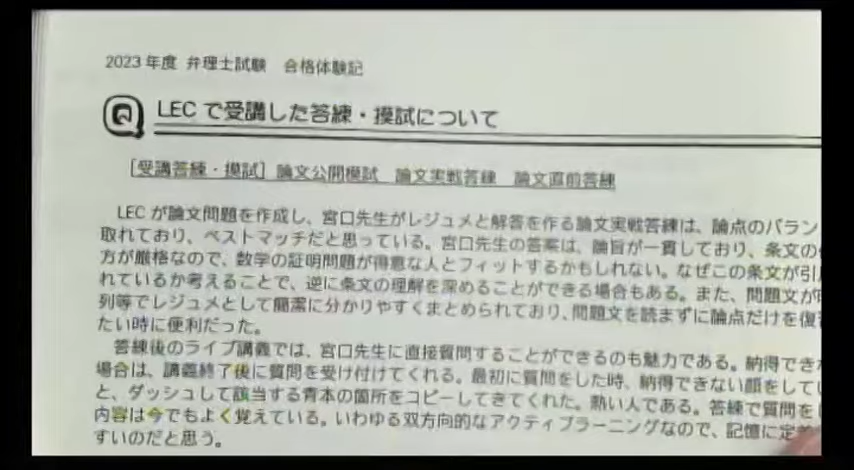 2023年度 弁理士試験 合格体験記
Q LECで受講した答練・模試について
[受講答練・模試] 論文公開模試 論文実戦答練 論文直前答練
LECが論文問題を作成し、宮口先生がレジュメと解答を作る論文実戦答練は、論点のバラン
取れており、ベストマッチだと思っている。宮口先生の答案は、論旨が一貫しており、条文の
方が厳格なので、数学の証明問題が得意な人とフィットするかもしれない。なぜこの条文が引
れているか考えることで、逆に条文の理解を深めることができる場合もある。また、問題文が
列等でレジュメとして簡潔に分かりやすくまとめられており、問題文を読まずに論点だけを復
たい時に便利だった。
答練後のライブ講義では、宮口先生に直接質問することができるのも魅力である。納得でき
場合は、講義終了後に質問を受け付けてくれる。最初に質問をした時、納得できない顔をしてい
と、ダッシュして該当する青本の箇所をコピーしてきてくれた。熱い人である。答練で質問を
内容は今でもよく覚えている。いわゆる双方向的なアクティブラーニングなので、記憶に定
すいのだと思う。